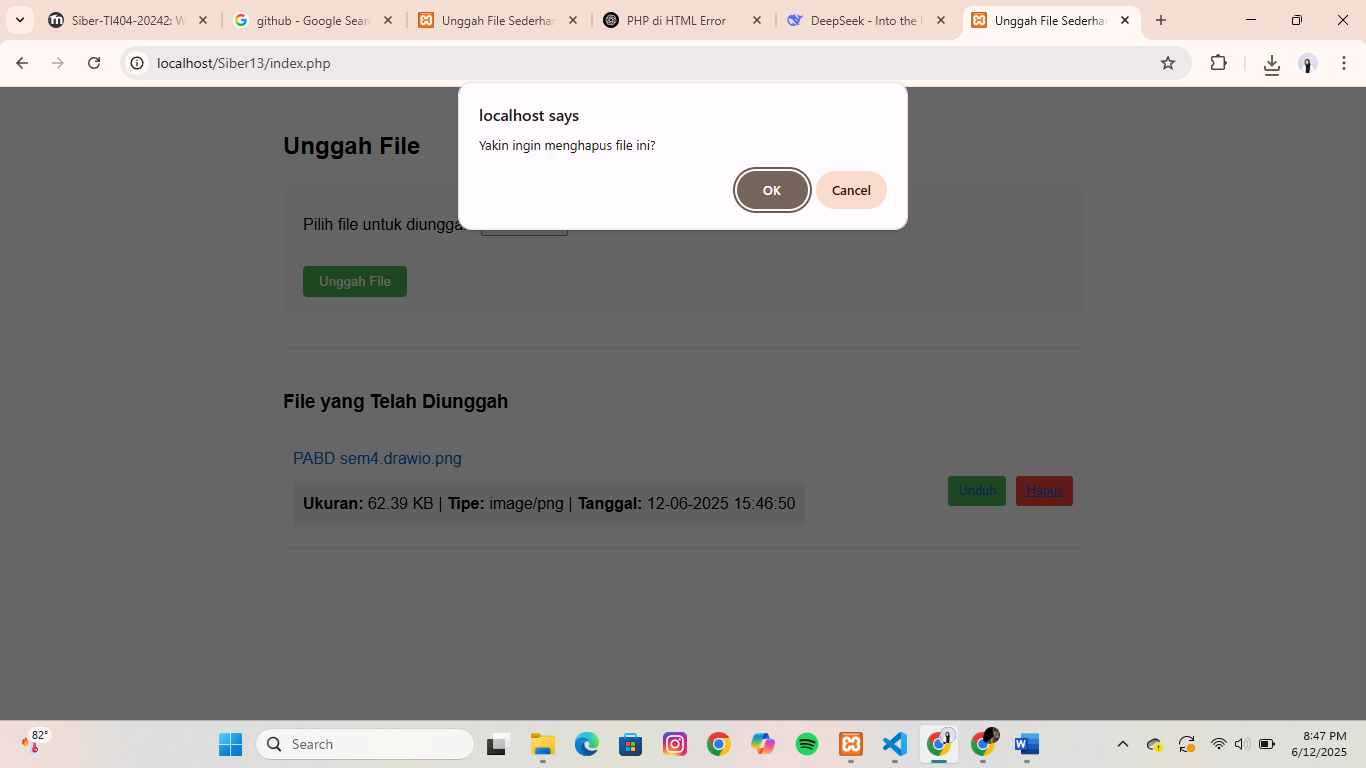 Siber-TI404-20242: W
github - Google Sear
Unggah File Sederhar
PHP di HTML Error
DeepSeek - Into the U
Unggah File Sederhar
localhost/Siber13/index.php
localhost says
Yakin ingin menghapus file ini?
OK
Cancel
Unggah File
Pilih file untuk diungga
Unggah File
File yang Telah Diunggah
PABD sem4.drawio.png
Ukuran: 62.39 KB | Tipe: image/png | Tanggal: 12-06-2025 15:46:50
Unduh
Hapus
82°
Search
8:47 PM
6/12/2025